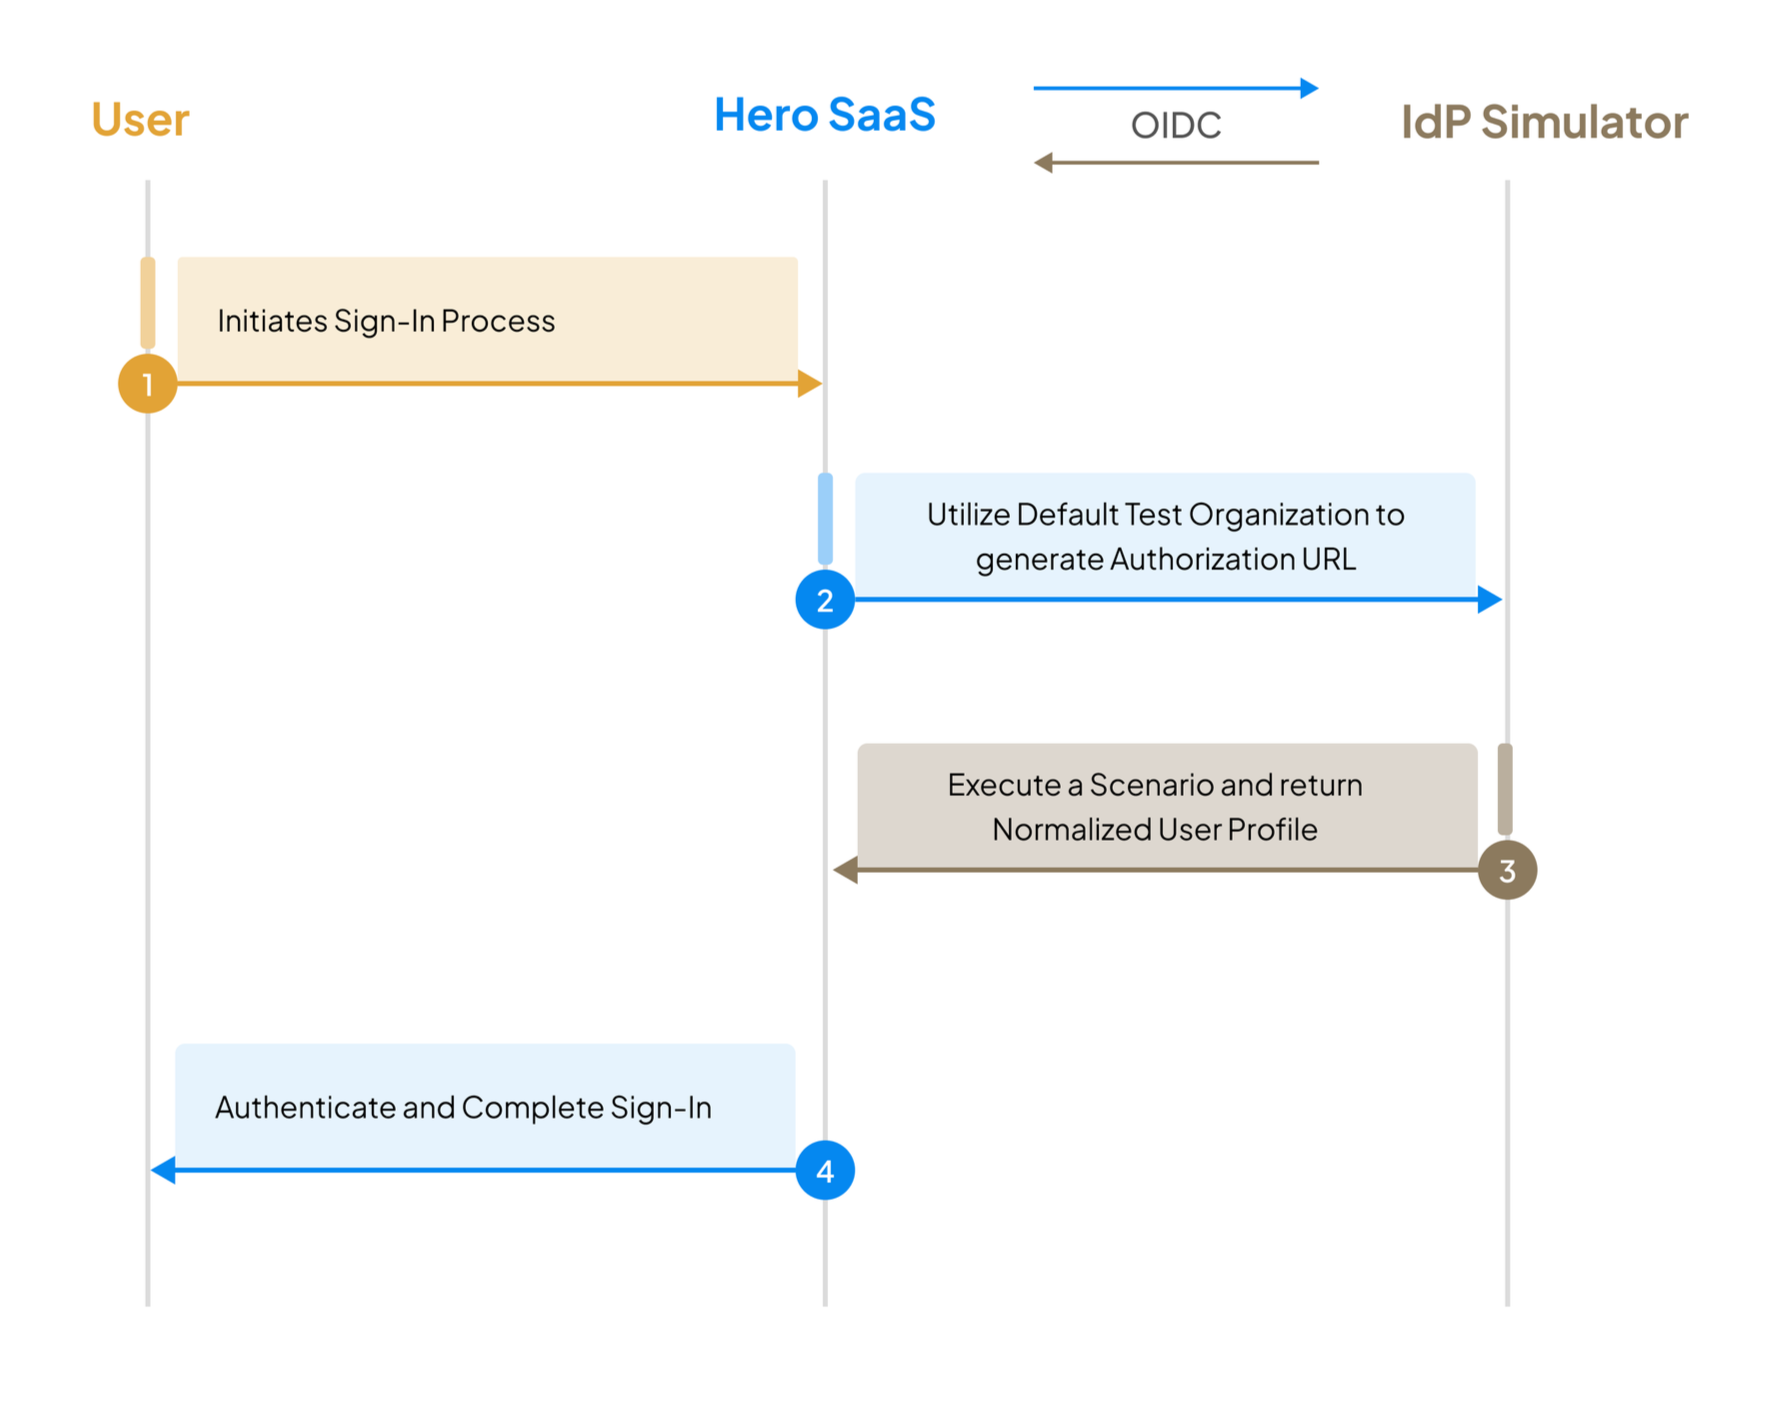 User
Hero SaaS
OIDC
IdP Simulator
Initiates Sign-In Process
1
Utilize Default Test Organization to
generate Authorization URL
2
Execute a Scenario and return
Normalized User Profile
3
Authenticate and Complete Sign-In
4